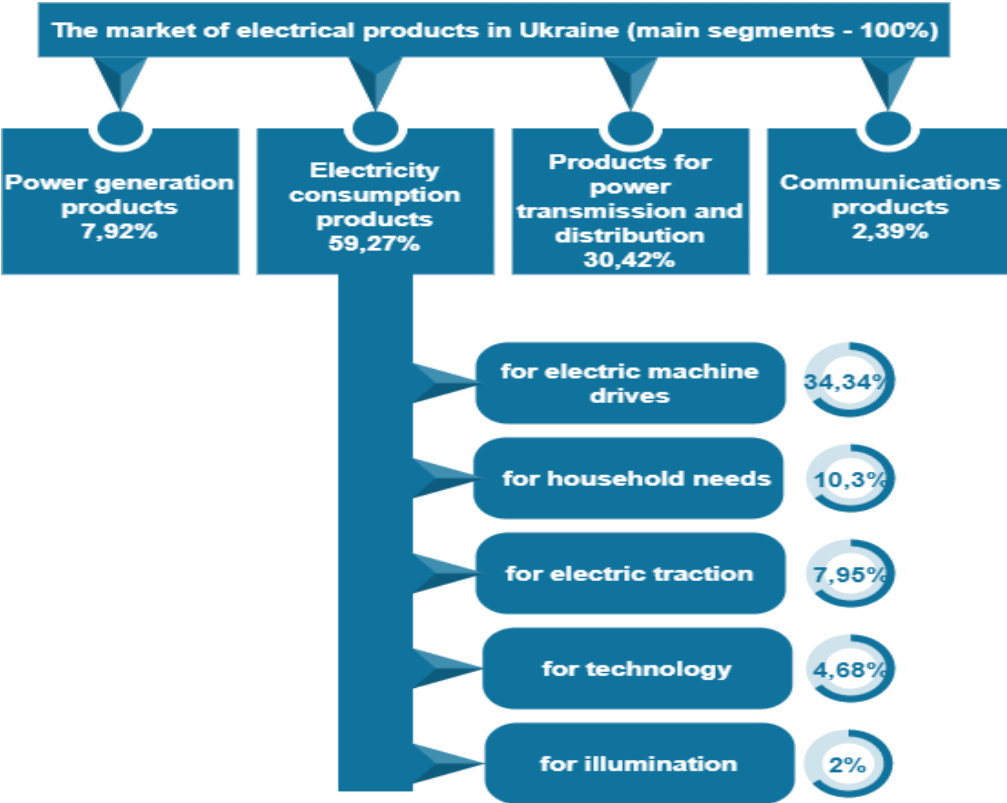 The market of electrical products in Ukraine (main segments - 100%)
Power generation
products
7,92%
Electricity
consumption
products
59,27%
Products for
power
transmission and
distribution
30,42%
Communications
products
2,39%
for electric machine
drives
34,34%
for household needs
10,3%
for electric traction
7,95%
for technology
4,68%
for illumination
2%